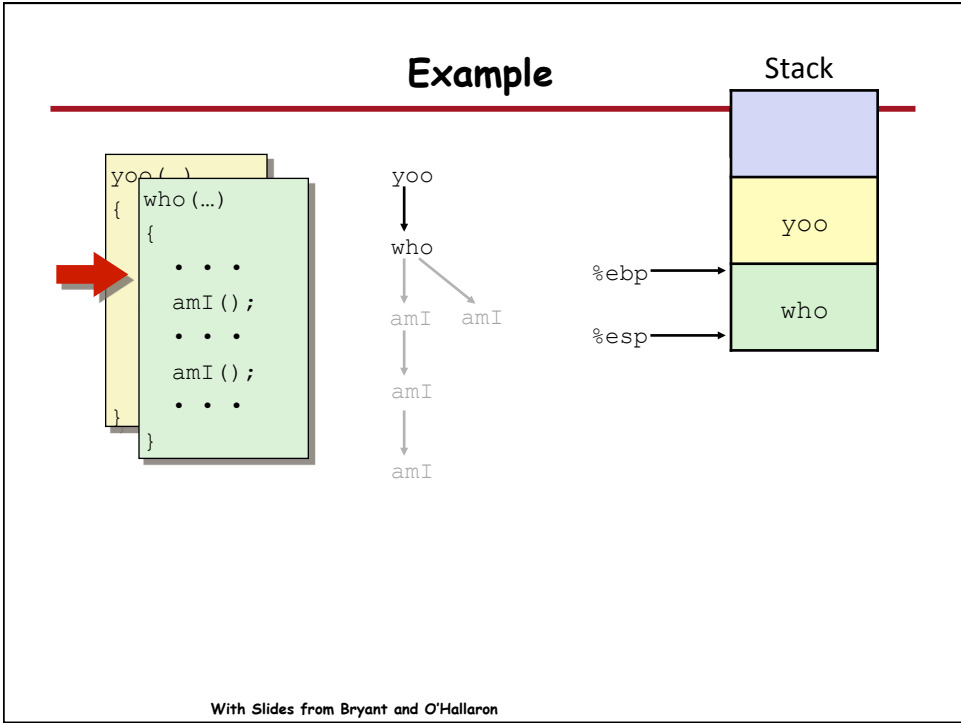 Example
Stack
yoo(
{
}
who(…)
{
• • •
amI();
• • •
amI();
• • •
}
yoo
who
amI amI
amI
amI
%ebp
%esp
yoo
who
With Slides from Bryant and O'Hallaron